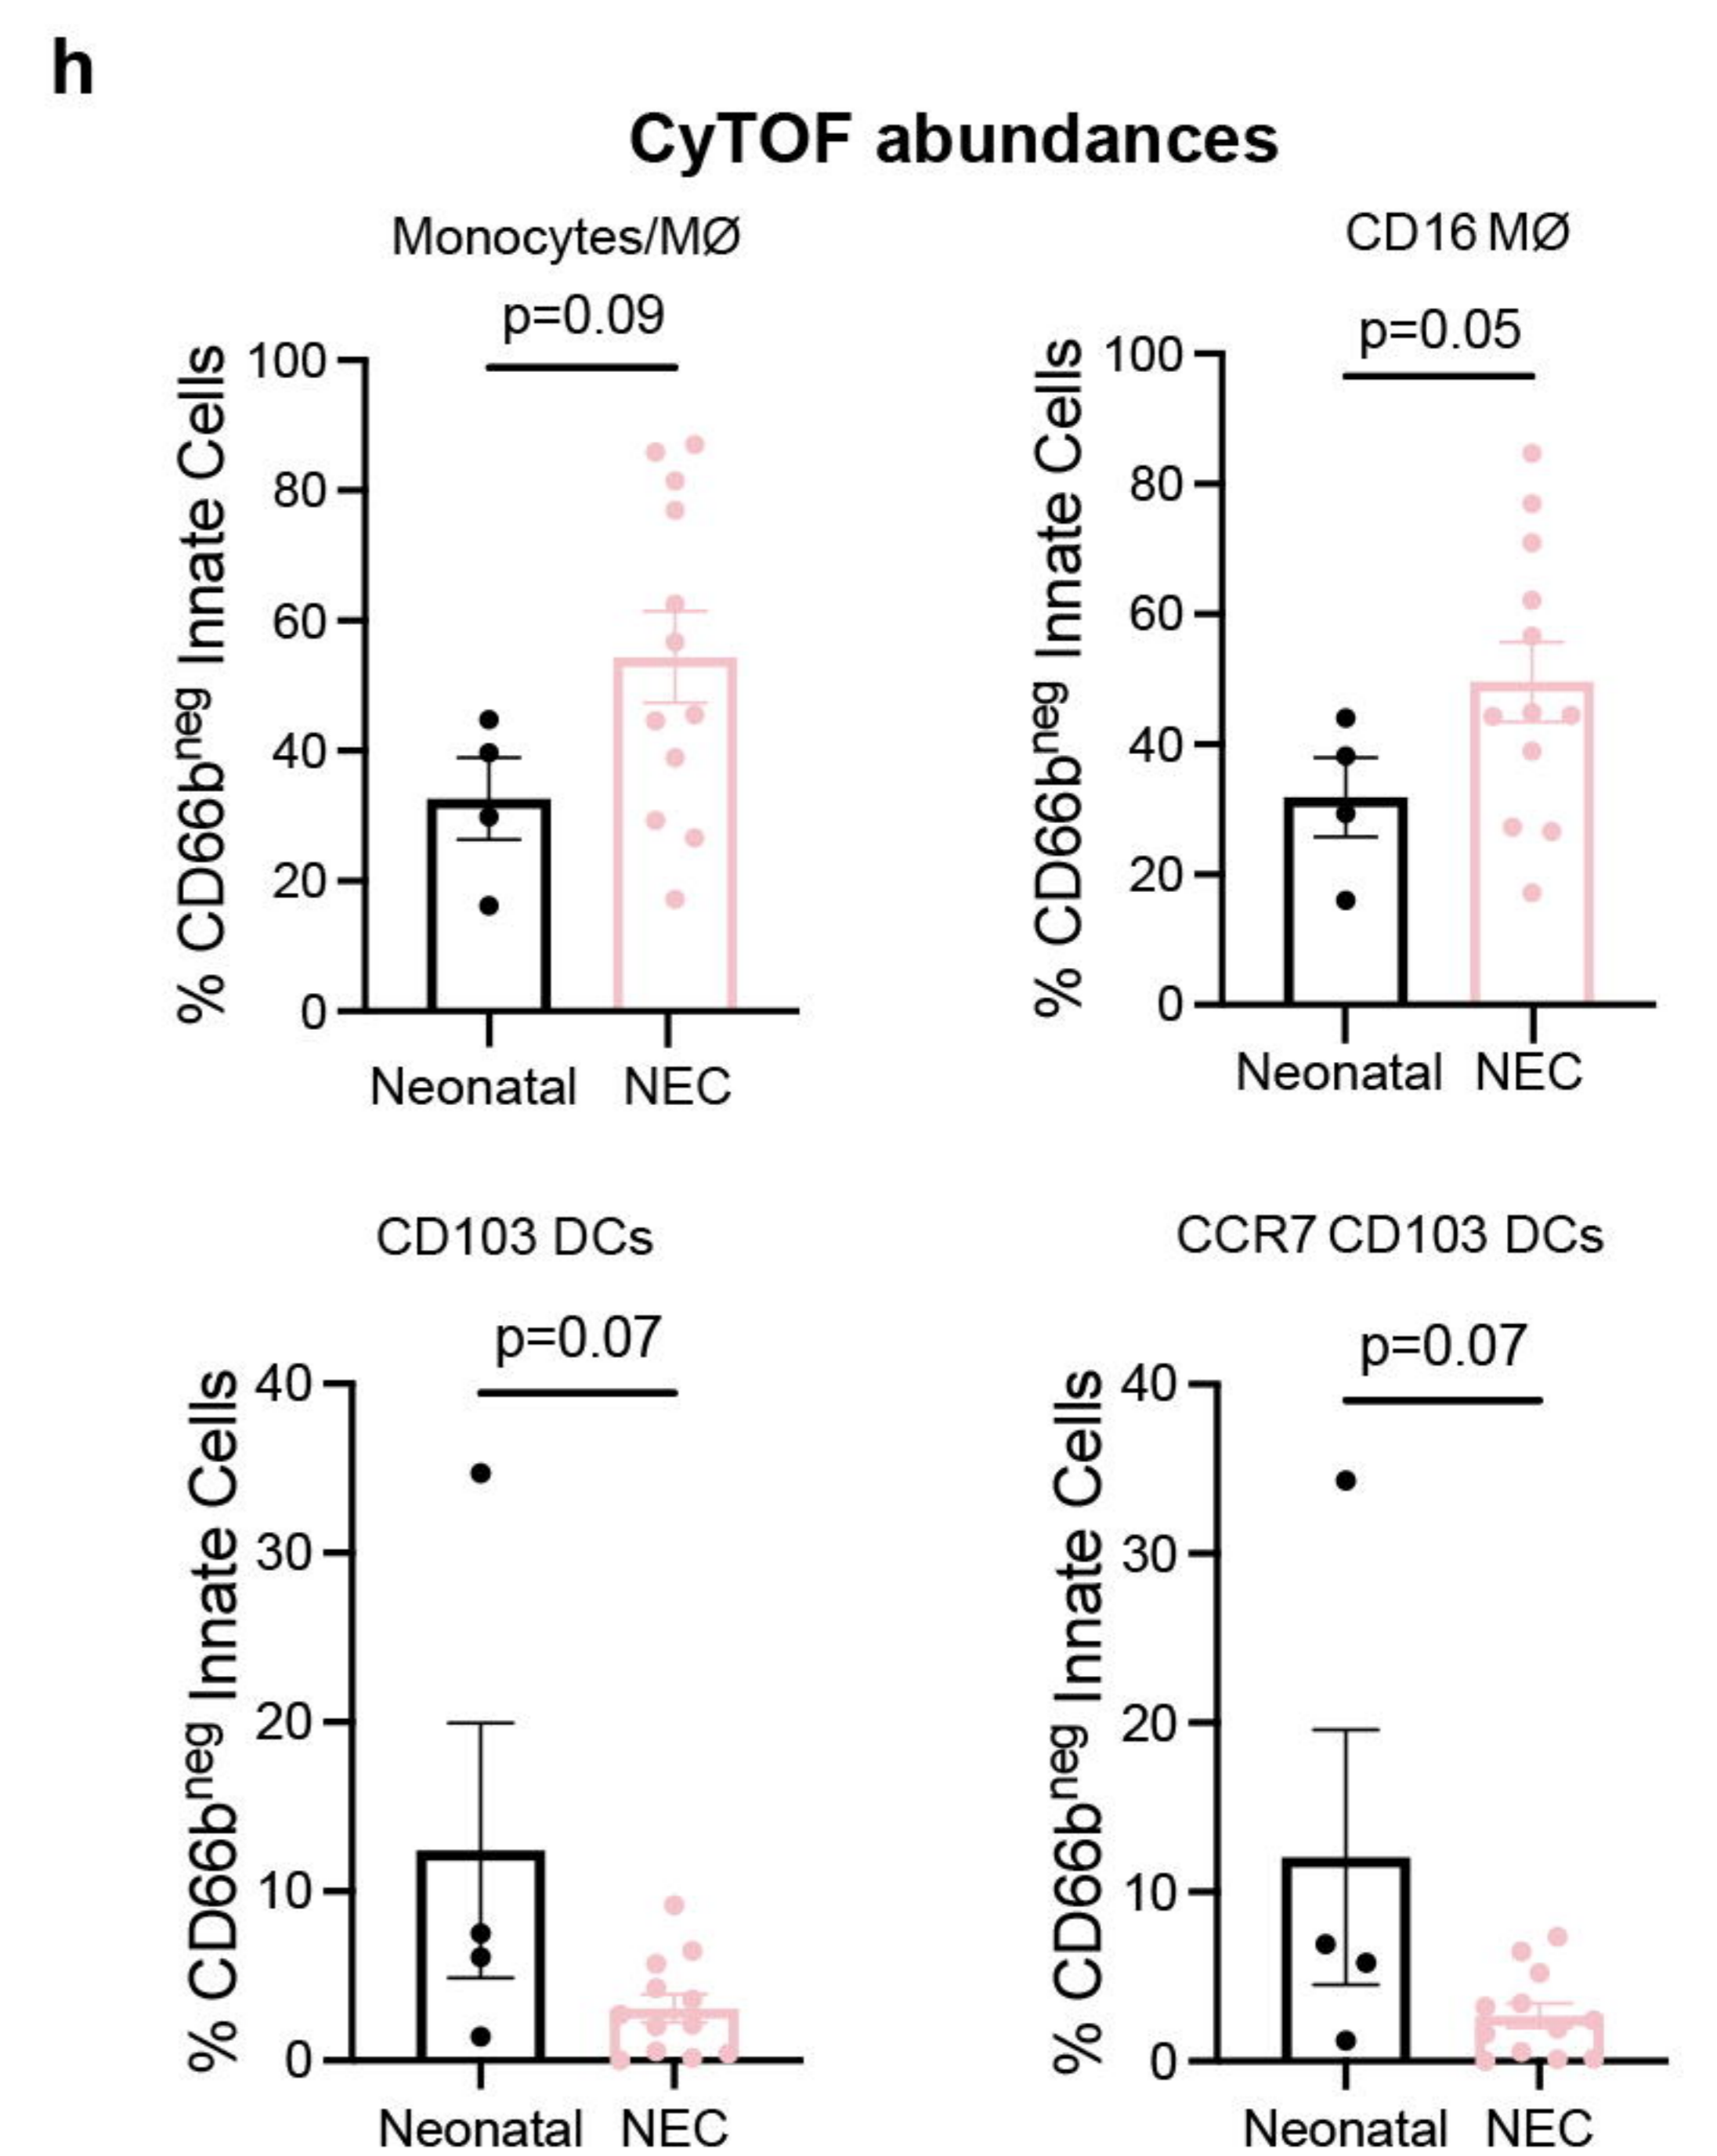 h
CyTOF abundances
Monocytes/MØ
p=0.09
% CD66bneg Innate Cells
100
80
60
40
20
0
Neonatal NEC
CD16 MØ
p=0.05
% CD66bneg Innate Cells
100
80
60
40
20
0
Neonatal NEC
CD103 DCs
p=0.07
% CD66bneg Innate Cells
40
30
20
10
0
Neonatal NEC
CCR7 CD103 DCs
p=0.07
% CD66bneg Innate Cells
40
30
20
10
0
Neonatal NEC